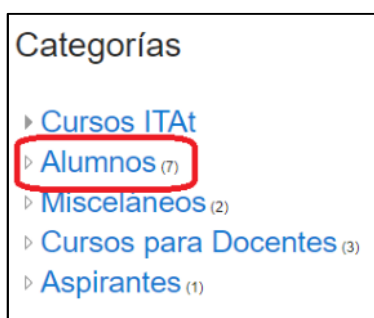 Categorías
Cursos ITAt
Alumnos (7)
Misceláneos (2)
Cursos para Docentes (3)
Aspirantes (1)